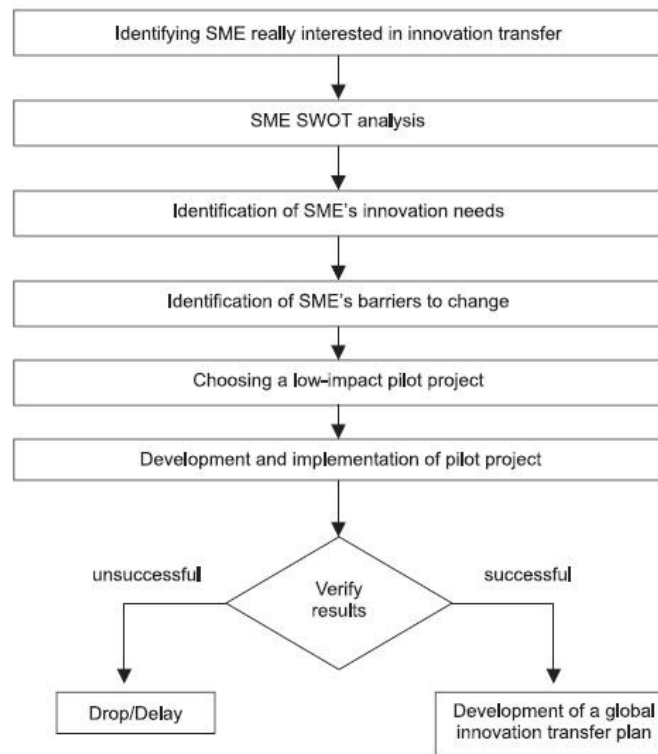 Identifying SME really interested in innovation transfer
SME SWOT analysis
Identification of SME's innovation needs
Identification of SME's barriers to change
Choosing a low-impact pilot project
Development and implementation of pilot project
unsuccessful
successful
Verify
results
Drop/Delay
Development of a global
innovation transfer plan